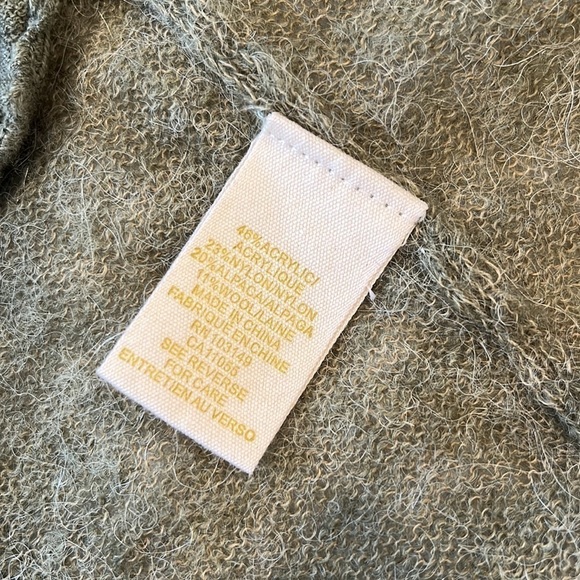 46%ACRYLIC/
ACRYLIQUE
23%NYLON/NYLON
20%ALPACA/ALPAGA
11%WOOL/LAINE
MADE IN CHINA
FABRIQUE EN CHINE
RN103149
CA11055
SEE REVERSE
FOR CARE
ENTRETIEN AU VERSO